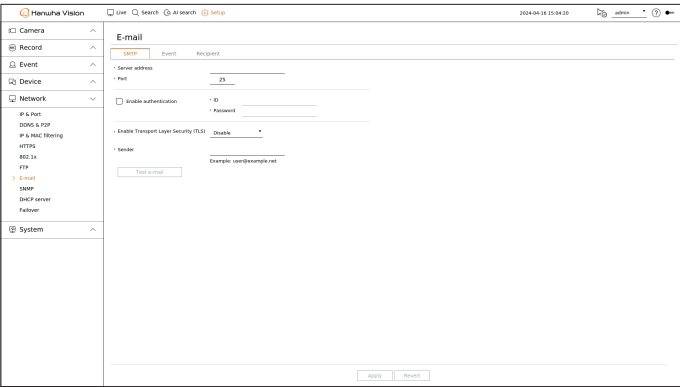 Hanwha Vision
Live Search AI search Setup
2024-04-16 15:04:20
admin
?
Camera
Record
Event
Device
Network
IP & Port
DDNS & P2P
IP & MAC filtering
HTTPS
802.1x
FTP
E-mail
SNMP
DHCP server
Failover
System
E-mail
SMTP Event Recipient
Server address
Port 25
Enable authentication
ID
Password
Enable Transport Layer Security (TLS) Disable
Sender
Example: user@example.net
Test e-mail
Apply Revert